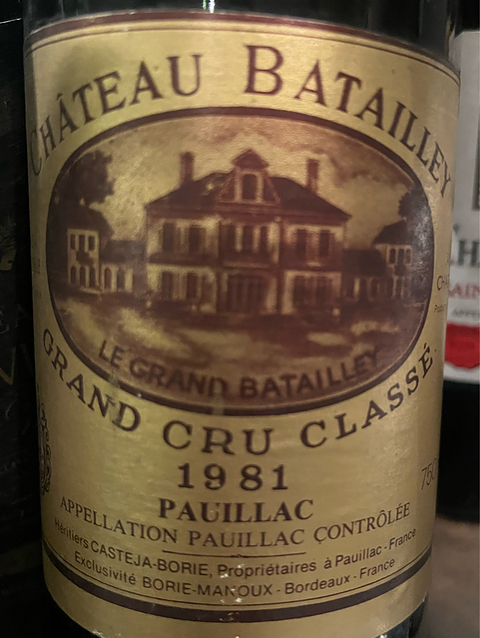 CHÂTEAU BATAILLEY
LE GRAND BATAILLEY
GRAND CRU CLASSÉ
1981
PAUILLAC
APPELLATION PAUILLAC CONTRÔLÉE
Héritiers CASTEJA-BORIE, Propriétaires à Pauillac - France
Exclusivité BORIE-MANOUX - Bordeaux - France
750